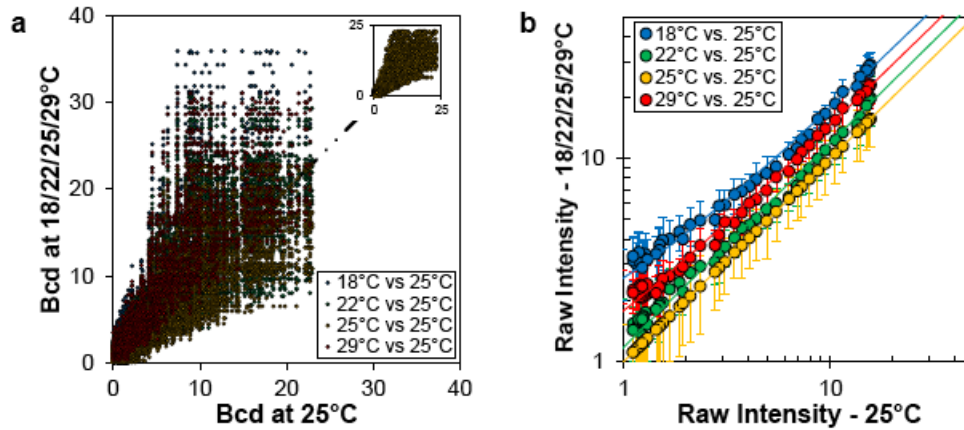 a
Bcd at 18/22/25/29°C
40
30
20
10
0
0
10
20
30
40
Bcd at 25°C
25
0
0
25
18°C vs 25°C
22°C vs 25°C
25°C vs 25°C
29°C vs 25°C
b
Raw Intensity - 18/22/25/29°C
10
1
1
10
Raw Intensity - 25°C
18°C vs. 25°C
22°C vs. 25°C
25°C vs. 25°C
29°C vs. 25°C